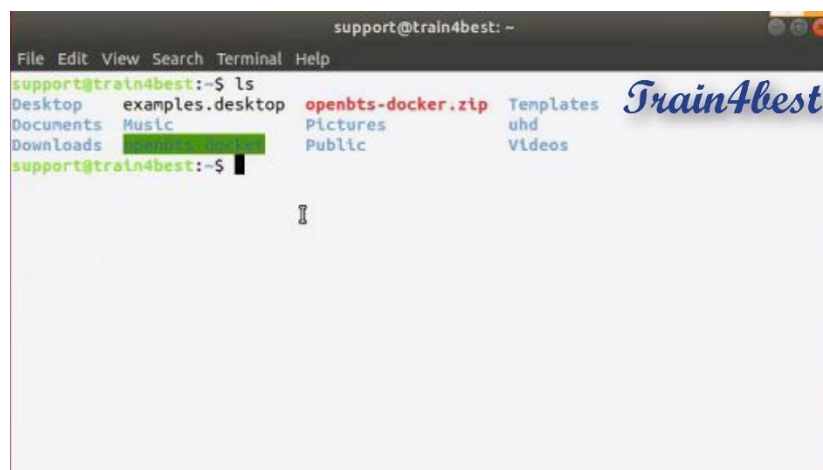 support@train4best: ~
File Edit View Search Terminal Help
support@train4best:~$ ls
Desktop examples.desktop openbts-docker.zip Templates
Documents Music Pictures uhd
Downloads openbts-docker Public Videos
support@train4best:~$
Train4best